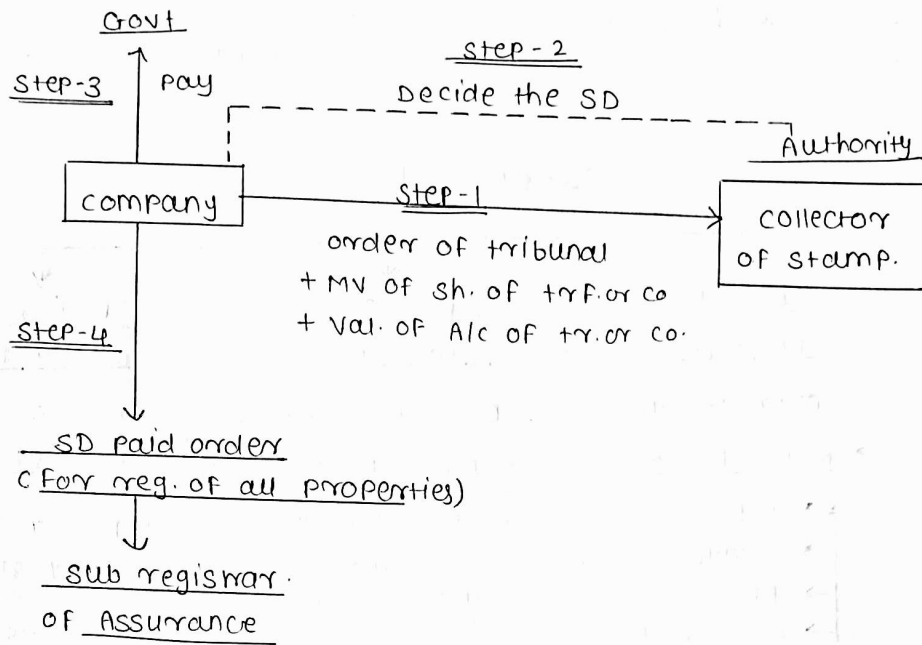 Govt
Step-2
Step-3
Pay
Decide the SD
Authority
company
Step-1
collector
of stamp.
order of tribunal
+ MV of sh. of trf. or co
+ Val. of A/c of tr. or co.
Step-4
SD paid order
(For reg. of all properties)
Sub regisrar.
of Assurance